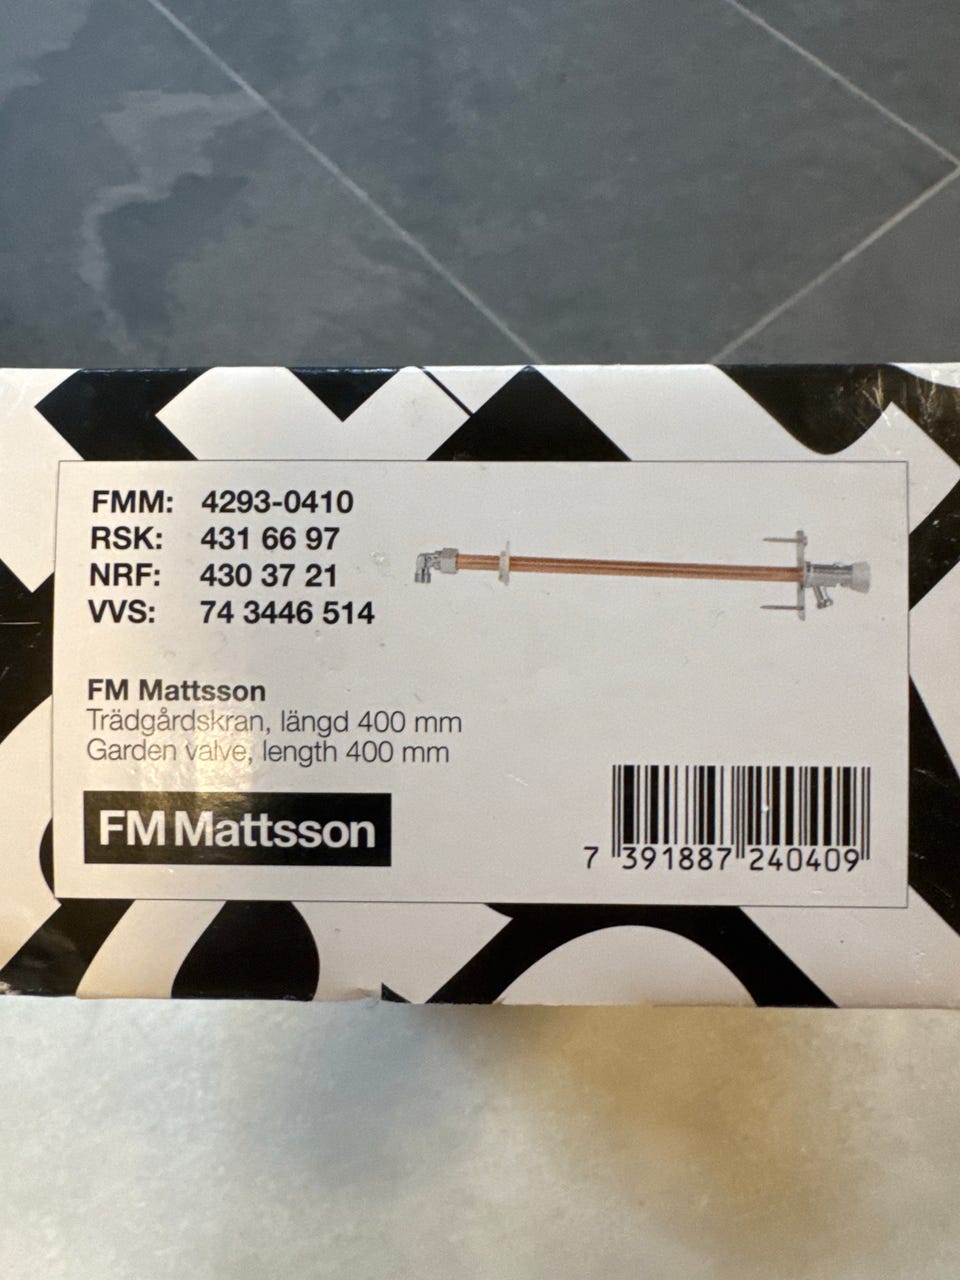 FMM: 4293-0410
RSK: 431 66 97
NRF: 430 37 21
VVS: 74 3446 514
FM Mattsson
Trädgårdskran, längd 400 mm
Garden valve, length 400 mm
FM Mattsson
7 391887 240409